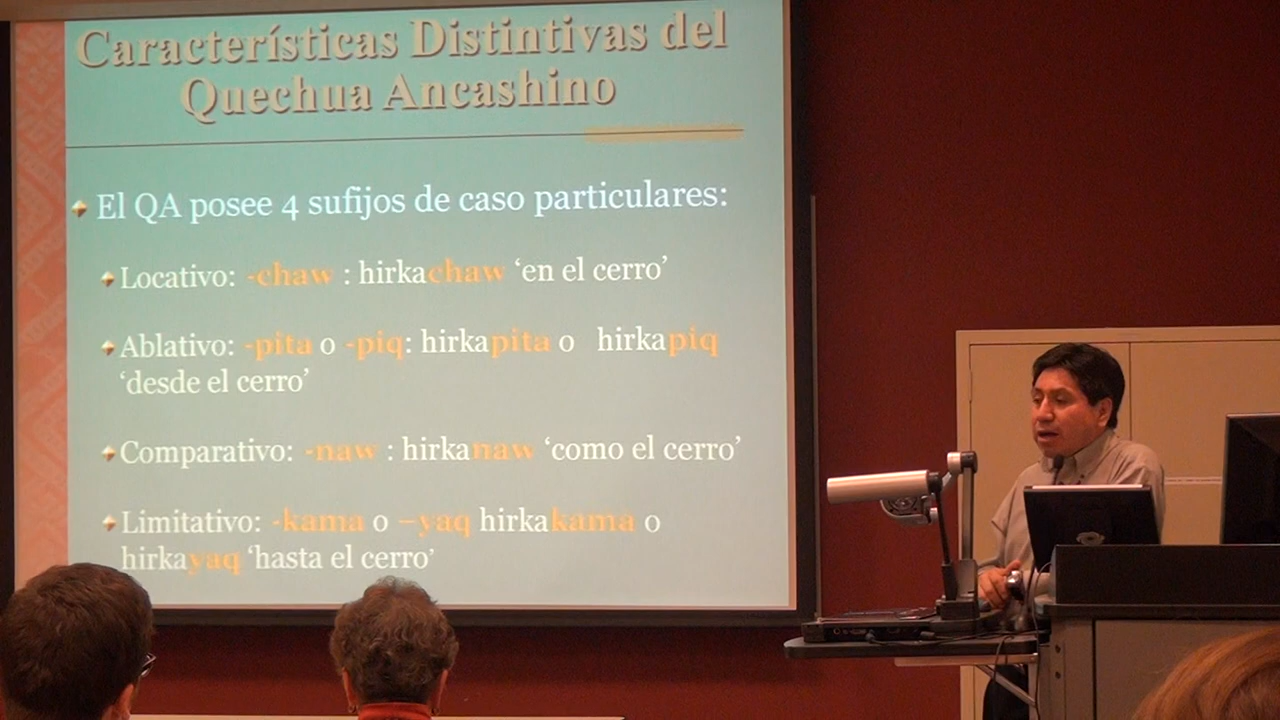 Características Distintivas del
Quechua Ancashino
El QA posee 4 sufijos de caso particulares:
Locativo: -chaw : hirkachaw ‘en el cerro’
Ablativo: -pita o -piq: hirkapita o hirkapiq
‘desde el cerro’
Comparativo: -naw : hirkanaw ‘como el cerro’
Limitativo: -kama o –yaq hirkakama o
hirkayaq ‘hasta el cerro’